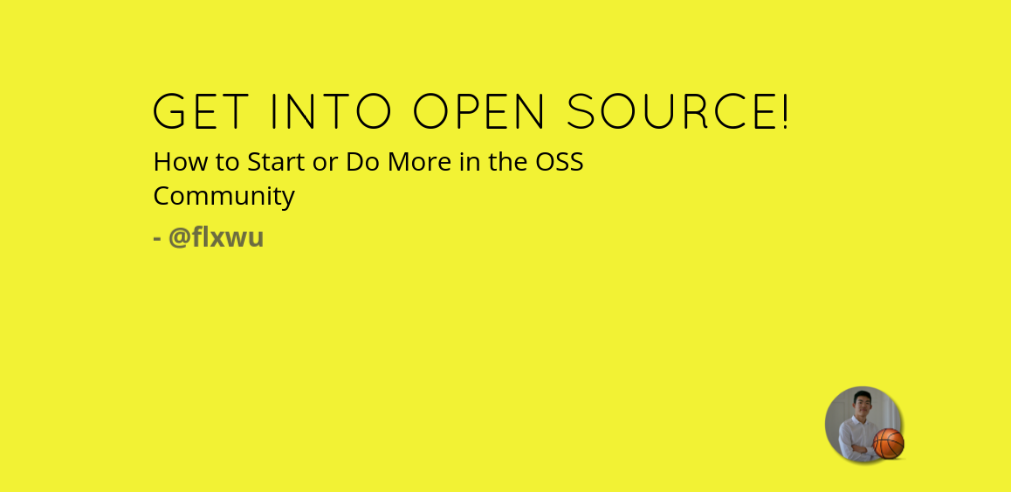 GET INTO OPEN SOURCE!
How to Start or Do More in the OSS
Community
- @flxwu